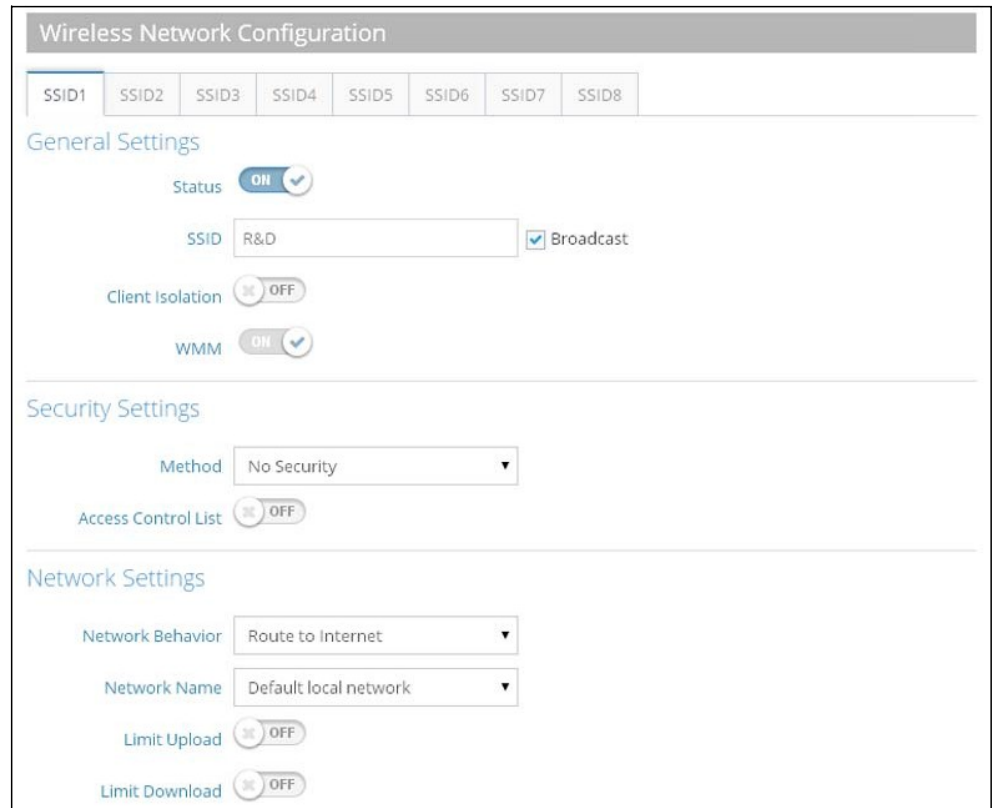 Wireless Network Configuration
SSID1 SSID2 SSID3 SSID4 SSID5 SSID6 SSID7 SSID8
General Settings
Status ON
SSID R&D Broadcast
Client Isolation OFF
WMM ON
Security Settings
Method No Security
Access Control List OFF
Network Settings
Network Behavior Route to Internet
Network Name Default local network
Limit Upload OFF
Limit Download OFF